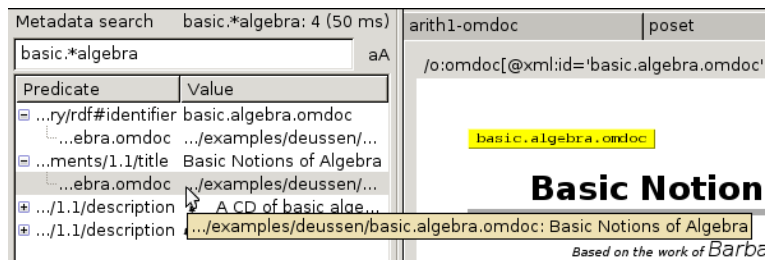 Metadata search basic.*algebra: 4 (50 ms)
basic.*algebra aA
Predicate Value
...ry/rdf#identifier basic.algebra.omdoc
...ebra.omdoc .../examples/deussen/...
...ments/1.1/title Basic Notions of Algebra
...ebra.omdoc .../examples/deussen/...
.../1.1/description A CD of basic alge...
.../1.1/description
.../examples/deussen/basic.algebra.omdoc: Basic Notions of Algebra
arith1-omdoc poset
/o:omdoc[@xml:id='basic.algebra.omdoc'
basic.algebra.omdoc
Basic Notion
Based on the work of Barba